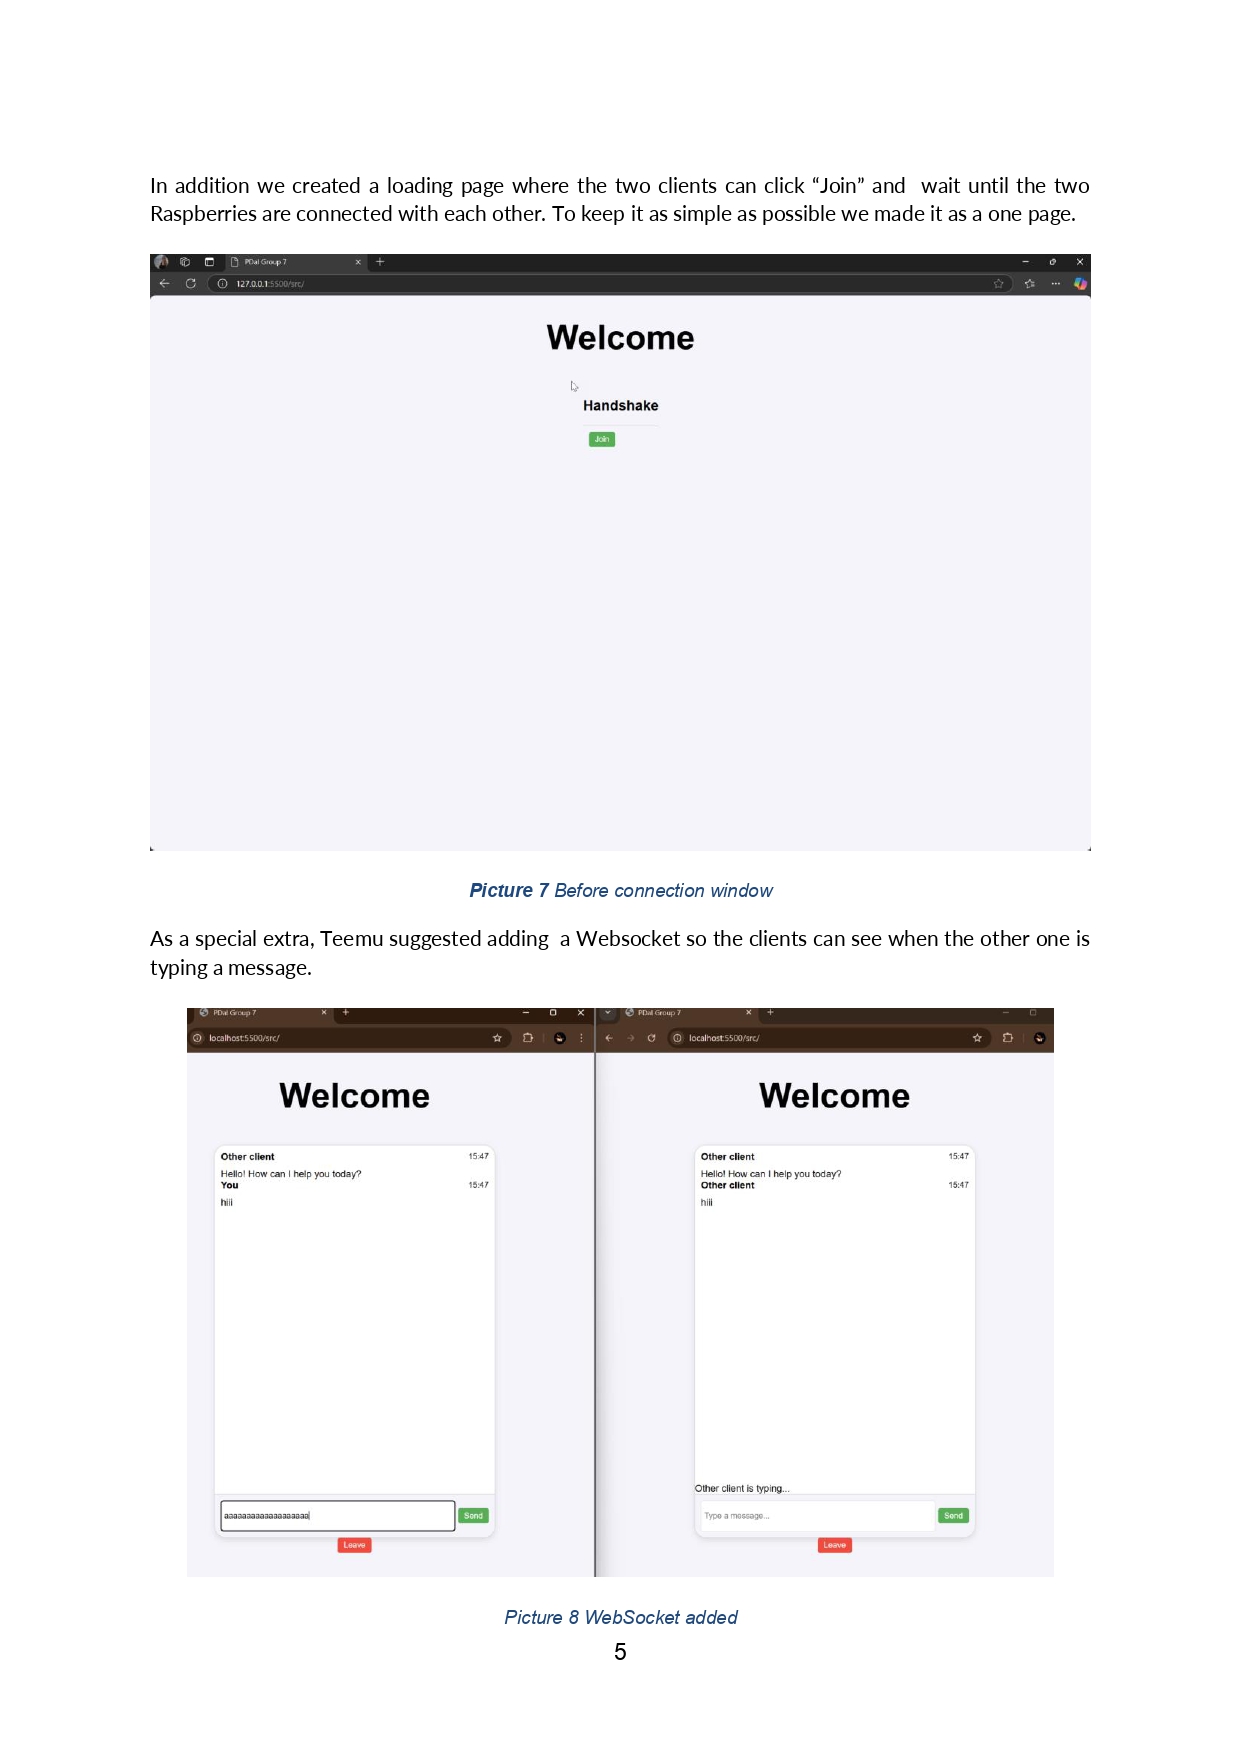 In addition we created a loading page where the two clients can click “Join” and  wait until the two
Raspberries are connected with each other. To keep it as simple as possible we made it as a one page.
PDal Group 7
127.0.0.1:5500/src/
Welcome
Handshake
Join
Picture 7 Before connection window
As a special extra, Teemu suggested adding  a Websocket so the clients can see when the other one is
typing a message.
PDal Group 7
localhost:5500/src/
Welcome
Other client 15:47
Hello! How can I help you today?
You 15:47
hiii
aaaaaaaaaaaaaaaaaaa
Send
Leave
PDal Group 7
localhost:5500/src/
Welcome
Other client 15:47
Hello! How can I help you today?
Other client 15:47
hiii
Other client is typing...
Type a message...
Send
Leave
Picture 8 WebSocket added
5